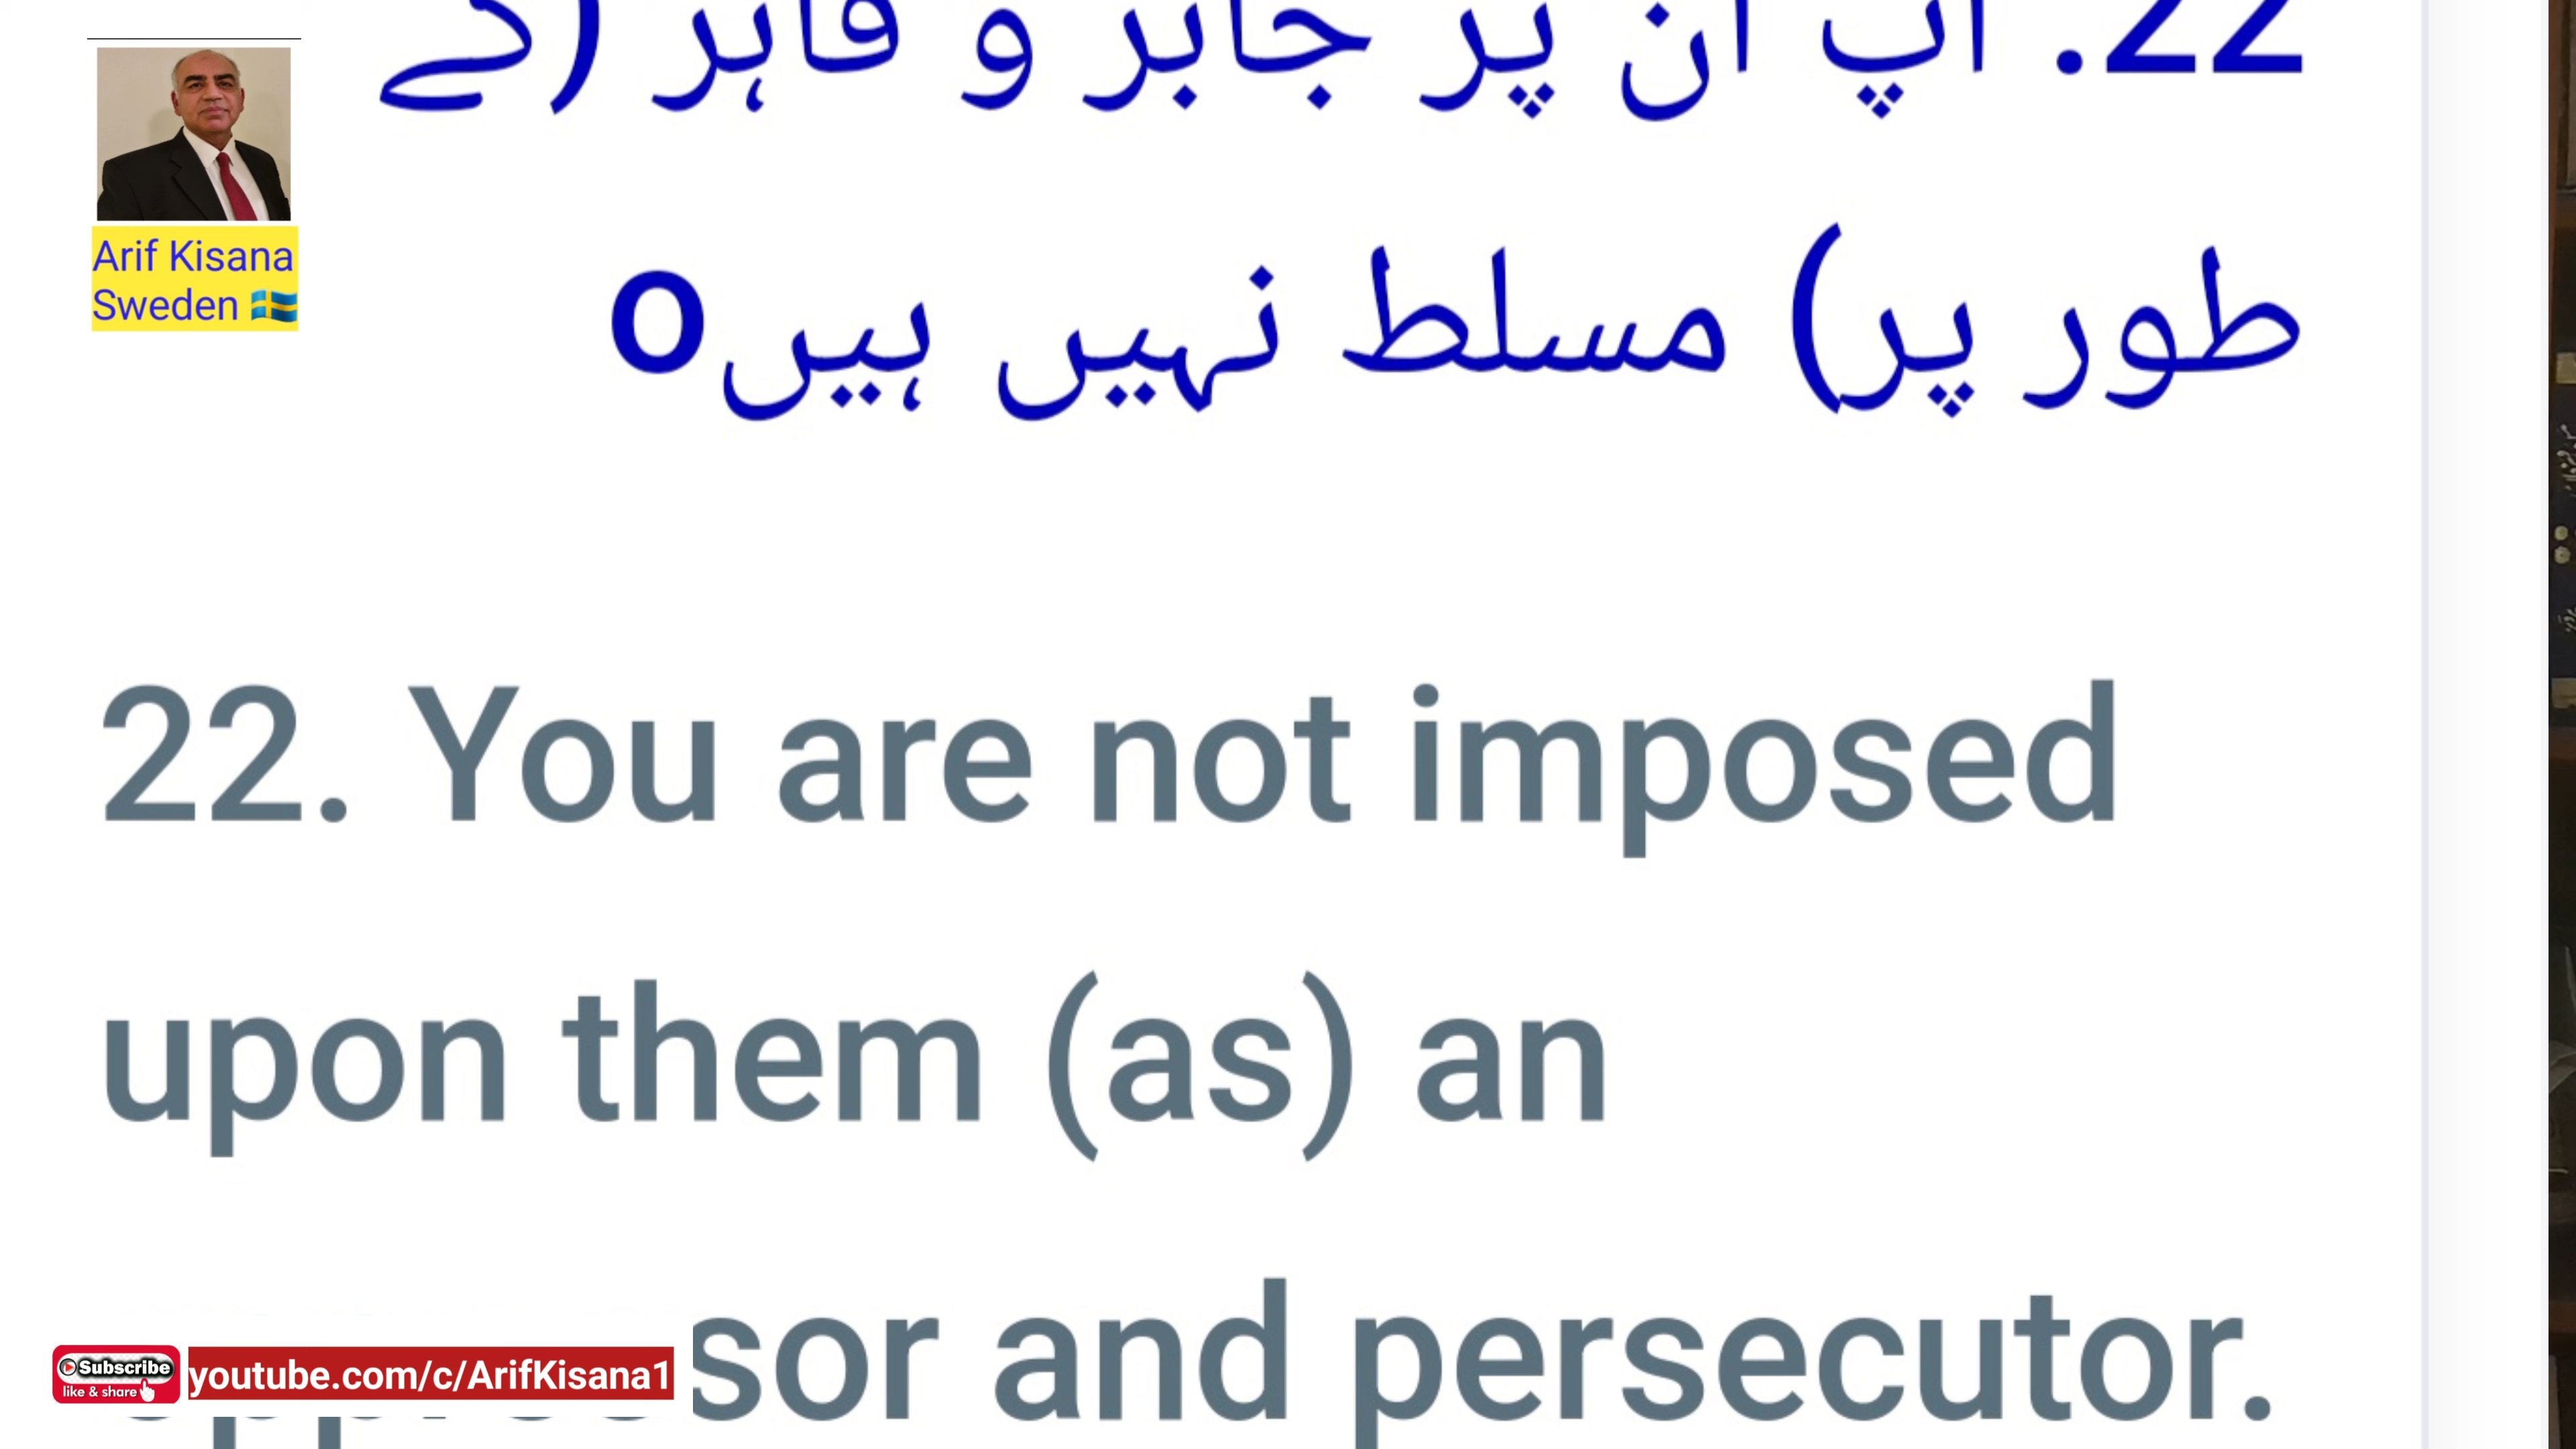 22. آپ ان پر جابر و قاہر (کے
طور پر) مسلط نہیں ہیںo
Arif Kisana
Sweden 🇸🇪
22. You are not imposed
upon them (as) an
oppressor and persecutor.
Subscribe
like & share
youtube.com/c/ArifKisana1